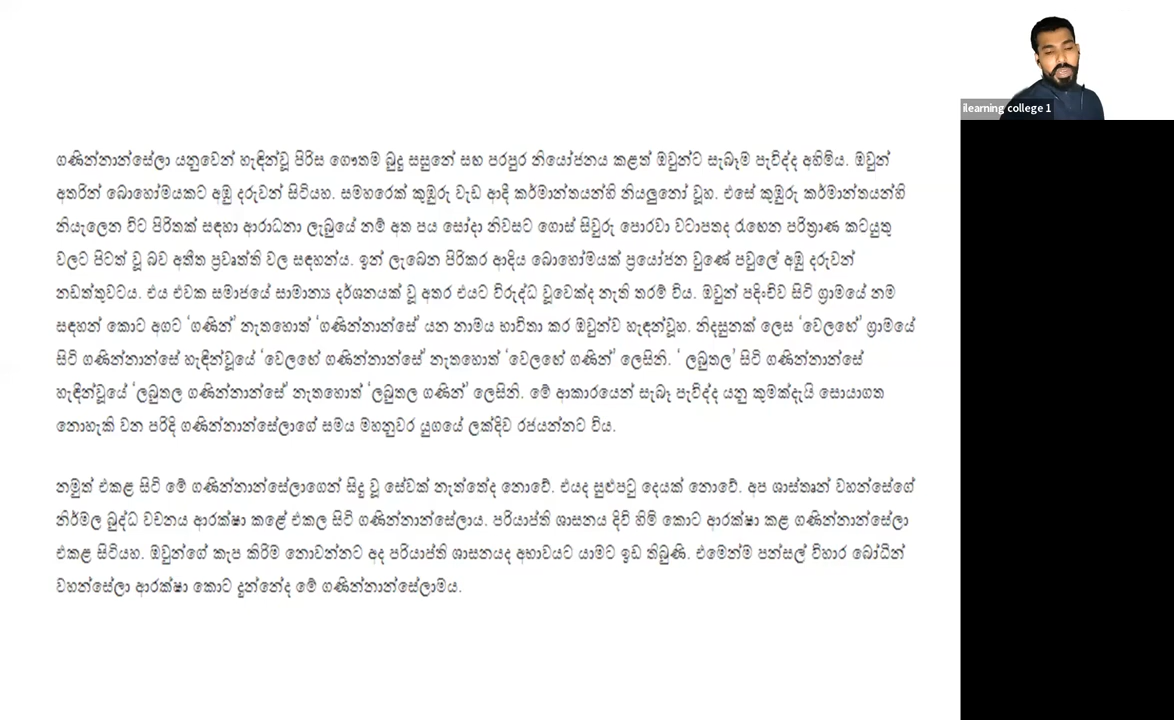 ilearning college 1
ගණින්නාන්සේලා යනුවෙන් හැඳින්වූ පිරිස ගෞතම බුදු සසුනේ සඟ පරපුර නියෝජනය කළත් ඔවුන්ට සැබෑම පැවිද්ද අහිමිය. ඔවුන්
අතරින් බොහෝමයකට අඹු දරුවන් සිටියහ. සමහරෙක් කුඹුරු වැඩ ආදී කර්මාන්තයන්හි නියලුනෝ වූහ. එසේ කුඹුරු කර්මාන්තයන්හි
නියැලෙන විට පිරිතක් සඳහා ආරාධනා ලැබුයේ නම් අත පය සෝදා නිවසට ගොස් සිවුරු පොරවා වටාපතද රැගෙන පරිත්‍රාණ කටයුතු
වලට පිටත් වූ බව අතීත ප්‍රවෘත්ති වල සඳහන්ය. ඉන් ලැබෙන පිරිකර ආදිය බොහෝමයක් ප්‍රයෝජන වුණේ පවුලේ අඹු දරුවන්
නඩත්තුවටය. එය එවක සමාජයේ සාමාන්‍ය දර්ශනයක් වූ අතර එයට විරුද්ධ වූවෙක්ද නැති තරම් විය. ඔවුන් පදිංචිව සිටි ග්‍රාමයේ නම
සඳහන් කොට අගට ‘ගණින්’ නැතහොත් ‘ගණින්නාන්සේ’ යන නාමය භාවිතා කර ඔවුන්ව හැඳන්වූහ. නිදසුනක් ලෙස ‘වෙලගේ’ ග්‍රාමයේ
සිටි ගණින්නාන්සේ හැඳින්වූයේ ‘වෙලගේ ගණින්නාන්සේ’ නැතහොත් ‘වෙලගේ ගණින්’ ලෙසිනි. ‘ ලබුතල’ සිටි ගණින්නාන්සේ
හැඳින්වූයේ ‘ලබුතල ගණින්නාන්සේ’ නැතහොත් ‘ලබුතල ගණින්’ ලෙසිනි. මේ ආකාරයෙන් සැබෑ පැවිද්ද යනු කුමක්දැයි සොයාගත
නොහැකි වන පරිදි ගණින්නාන්සේලාගේ සමය මහනුවර යුගයේ ලක්දිව රජයන්නට විය.
නමුත් එකළ සිටි මේ ගණින්නාන්සේලාගෙන් සිදු වූ සේවක් නැත්තේද නොවේ. එයද සුළුපටු දෙයක් නොවේ. අප ශාස්තෘන් වහන්සේගේ
නිර්මල බුද්ධ වචනය ආරක්ෂා කළේ එකල සිටි ගණින්නාන්සේලාය. පරියාප්ති ශාසනය දිවි හිමි කොට ආරක්ෂා කළ ගණින්නාන්සේලා
එකළ සිටියහ. ඔවුන්ගේ කැප කිරීම නොවන්නට අද පරියාප්ති ශාසනයද අභාවයට යාමට ඉඩ තිබුණි. එමෙන්ම පන්සල් විහාර බෝධීන්
වහන්සේලා ආරක්ෂා කොට දුන්නේද මේ ගණින්නාන්සේලාමය.